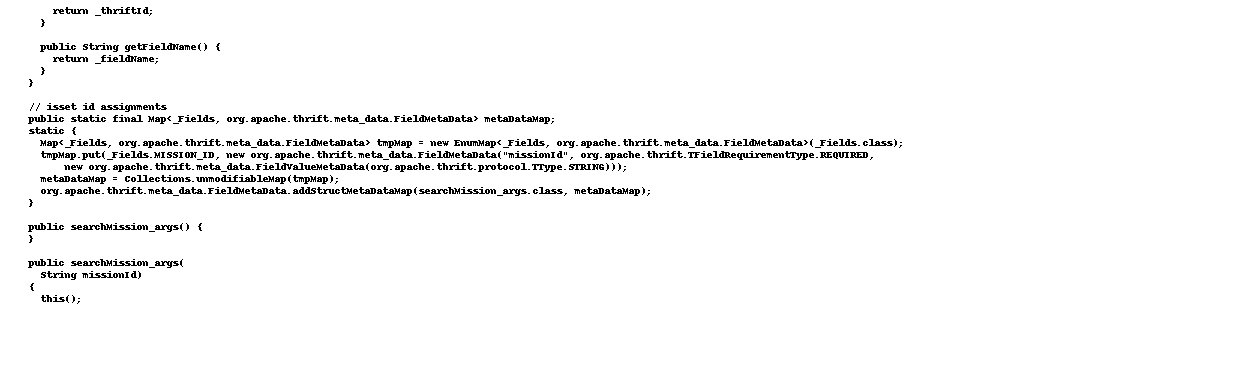 return _thriftId;
}
public String getFieldName() {
return _fieldName;
}
}
// isset id assignments
public static final Map<_Fields, org.apache.thrift.meta_data.FieldMetaData> metaDataMap;
static {
Map<_Fields, org.apache.thrift.meta_data.FieldMetaData> tmpMap = new EnumMap<_Fields, org.apache.thrift.meta_data.FieldMetaData>(_Fields.class);
tmpMap.put(_Fields.MISSION_ID, new org.apache.thrift.meta_data.FieldMetaData("missionId", org.apache.thrift.TFieldRequirementType.REQUIRED,
new org.apache.thrift.meta_data.FieldValueMetaData(org.apache.thrift.protocol.TType.STRING)));
metaDataMap = Collections.unmodifiableMap(tmpMap);
org.apache.thrift.meta_data.FieldMetaData.addStructMetaDataMap(searchMission_args.class, metaDataMap);
}
public searchMission_args() {
}
public searchMission_args(
String missionId)
{
this();